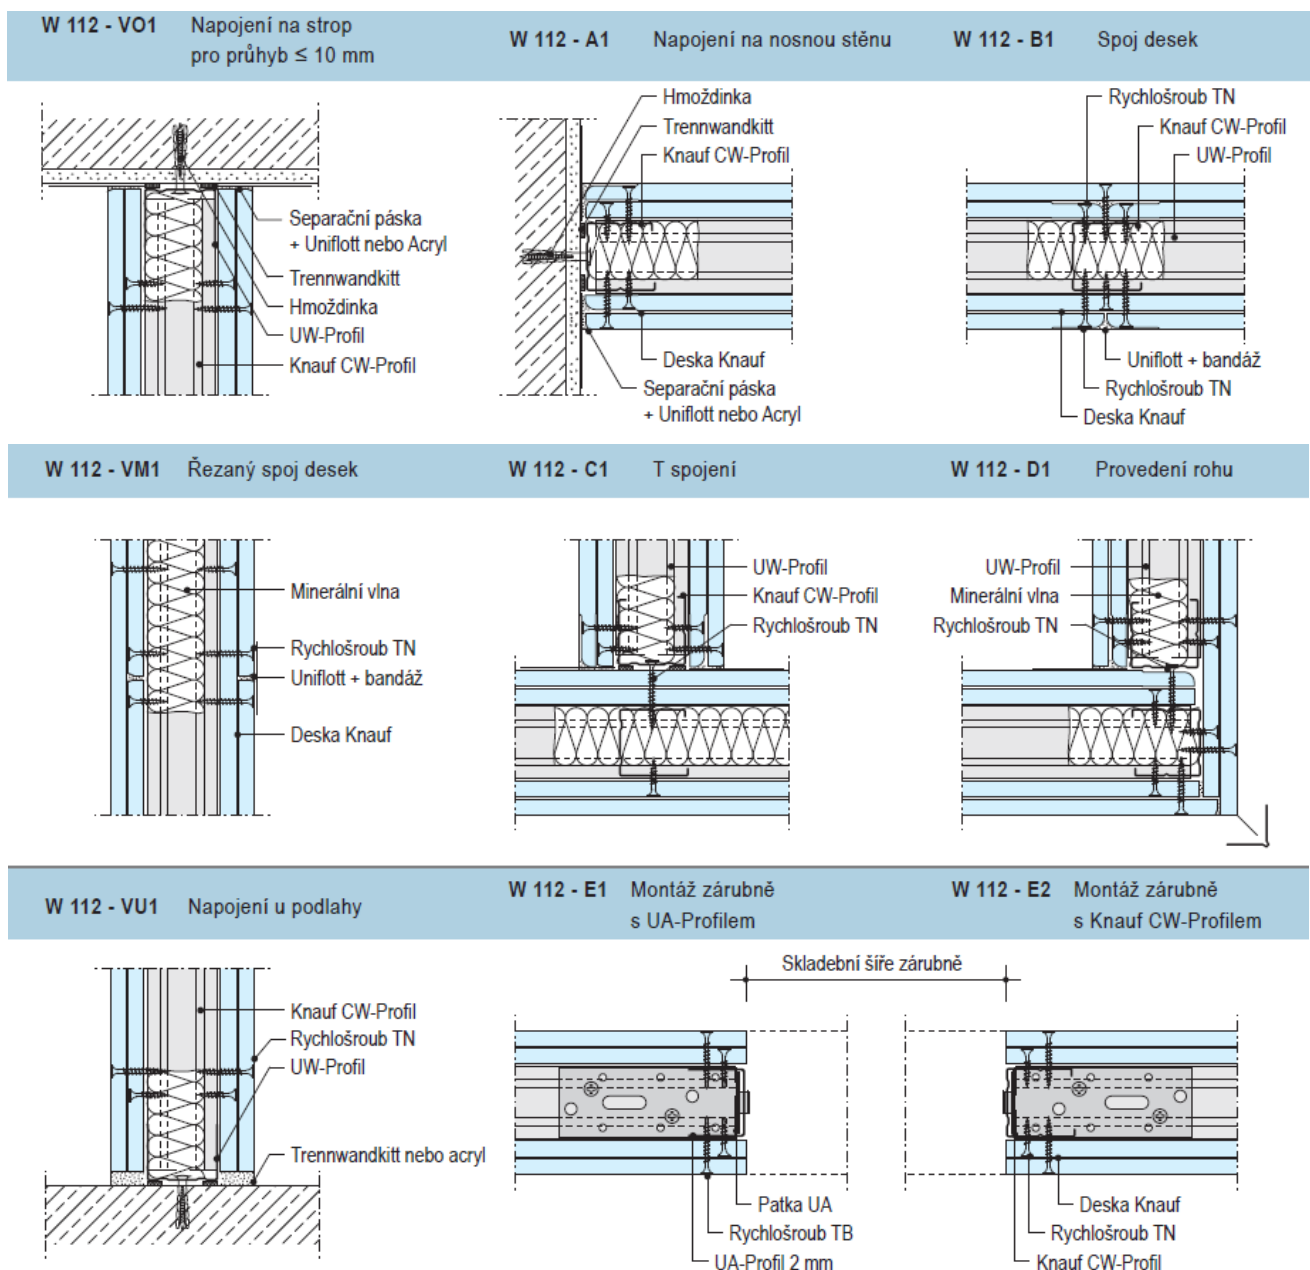 W 112 - VO1 Napojení na strop
pro průhyb ≤ 10 mm
W 112 - A1 Napojení na nosnou stěnu
W 112 - B1 Spoj desek
Separační páska
+ Uniflott nebo Acryl
Trennwandkitt
Hmoždinka
UW-Profil
Knauf CW-Profil
Hmoždinka
Trennwandkitt
Knauf CW-Profil
Deska Knauf
Separační páska
+ Uniflott nebo Acryl
Rychlošroub TN
Knauf CW-Profil
UW-Profil
Uniflott + bandáž
Rychlošroub TN
Deska Knauf
W 112 - VM1 Řezaný spoj desek
W 112 - C1 T spojení
W 112 - D1 Provedení rohu
Minerální vlna
Rychlošroub TN
Uniflott + bandáž
Deska Knauf
UW-Profil
Knauf CW-Profil
Rychlošroub TN
UW-Profil
Minerální vlna
Rychlošroub TN
W 112 - VU1 Napojení u podlahy
W 112 - E1 Montáž zárubně
s UA-Profilem
W 112 - E2 Montáž zárubně
s Knauf CW-Profilem
Knauf CW-Profil
Rychlošroub TN
UW-Profil
Trennwandkitt nebo acryl
Skladební šíře zárubně
Patka UA
Rychlošroub TB
UA-Profil 2 mm
Deska Knauf
Rychlošroub TN
Knauf CW-Profil